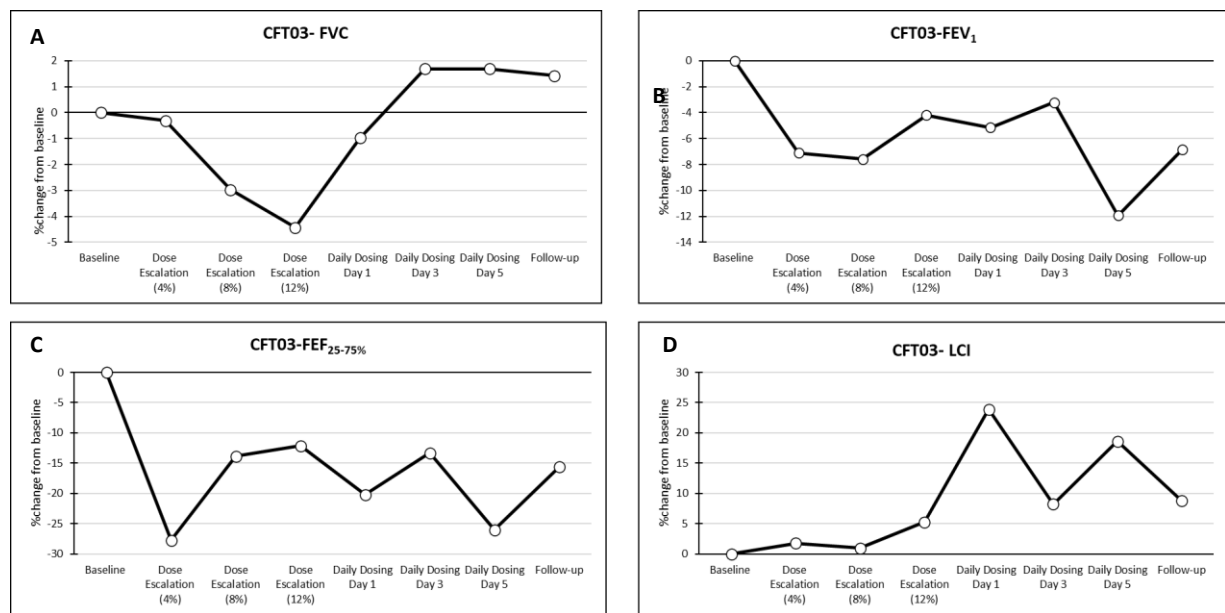 A
CFT03- FVC
%change from baseline
2
1
0
-1
-2
-3
-4
-5
Baseline
Dose Escalation (4%)
Dose Escalation (8%)
Dose Escalation (12%)
Daily Dosing Day 1
Daily Dosing Day 3
Daily Dosing Day 5
Follow-up
B
CFT03-FEV₁
%change from baseline
0
-2
-4
-6
-8
-10
-12
-14
Baseline
Dose Escalation (4%)
Dose Escalation (8%)
Dose Escalation (12%)
Daily Dosing Day 1
Daily Dosing Day 3
Daily Dosing Day 5
Follow-up
C
CFT03-FEF₂₅₋₇₅%
%change from baseline
0
-5
-10
-15
-20
-25
-30
Baseline
Dose Escalation (4%)
Dose Escalation (8%)
Dose Escalation (12%)
Daily Dosing Day 1
Daily Dosing Day 3
Daily Dosing Day 5
Follow-up
D
CFT03- LCI
%change from baseline
30
25
20
15
10
5
0
Baseline
Dose Escalation (4%)
Dose Escalation (8%)
Dose Escalation (12%)
Daily Dosing Day 1
Daily Dosing Day 3
Daily Dosing Day 5
Follow-up